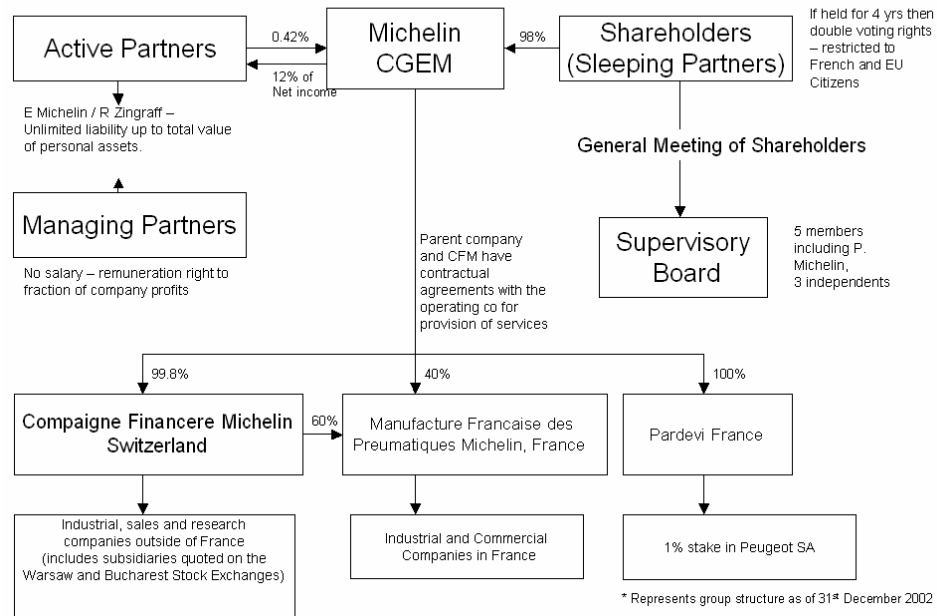 Active Partners
0.42%
12% of
Net income
Michelin
CGEM
98%
Shareholders
(Sleeping Partners)
If held for 4 yrs then
double voting rights
– restricted to
French and EU
Citizens
E Michelin / R Zingraff –
Unlimited liability up to total value
of personal assets.
General Meeting of Shareholders
Managing Partners
No salary – remuneration right to
fraction of company profits
Parent company
and CFM have
contractual
agreements with the
operating co for
provision of services
Supervisory
Board
5 members
including P.
Michelin,
3 independents
99.8%
40%
100%
Compaigne Financere Michelin
Switzerland
60%
Manufacture Francaise des
Preumatiques Michelin, France
Pardevi France
Industrial, sales and research
companies outside of France
(includes subsidiaries quoted on the
Warsaw and Bucharest Stock Exchanges)
Industrial and Commercial
Companies in France
1% stake in Peugeot SA
* Represents group structure as of 31st December 2002